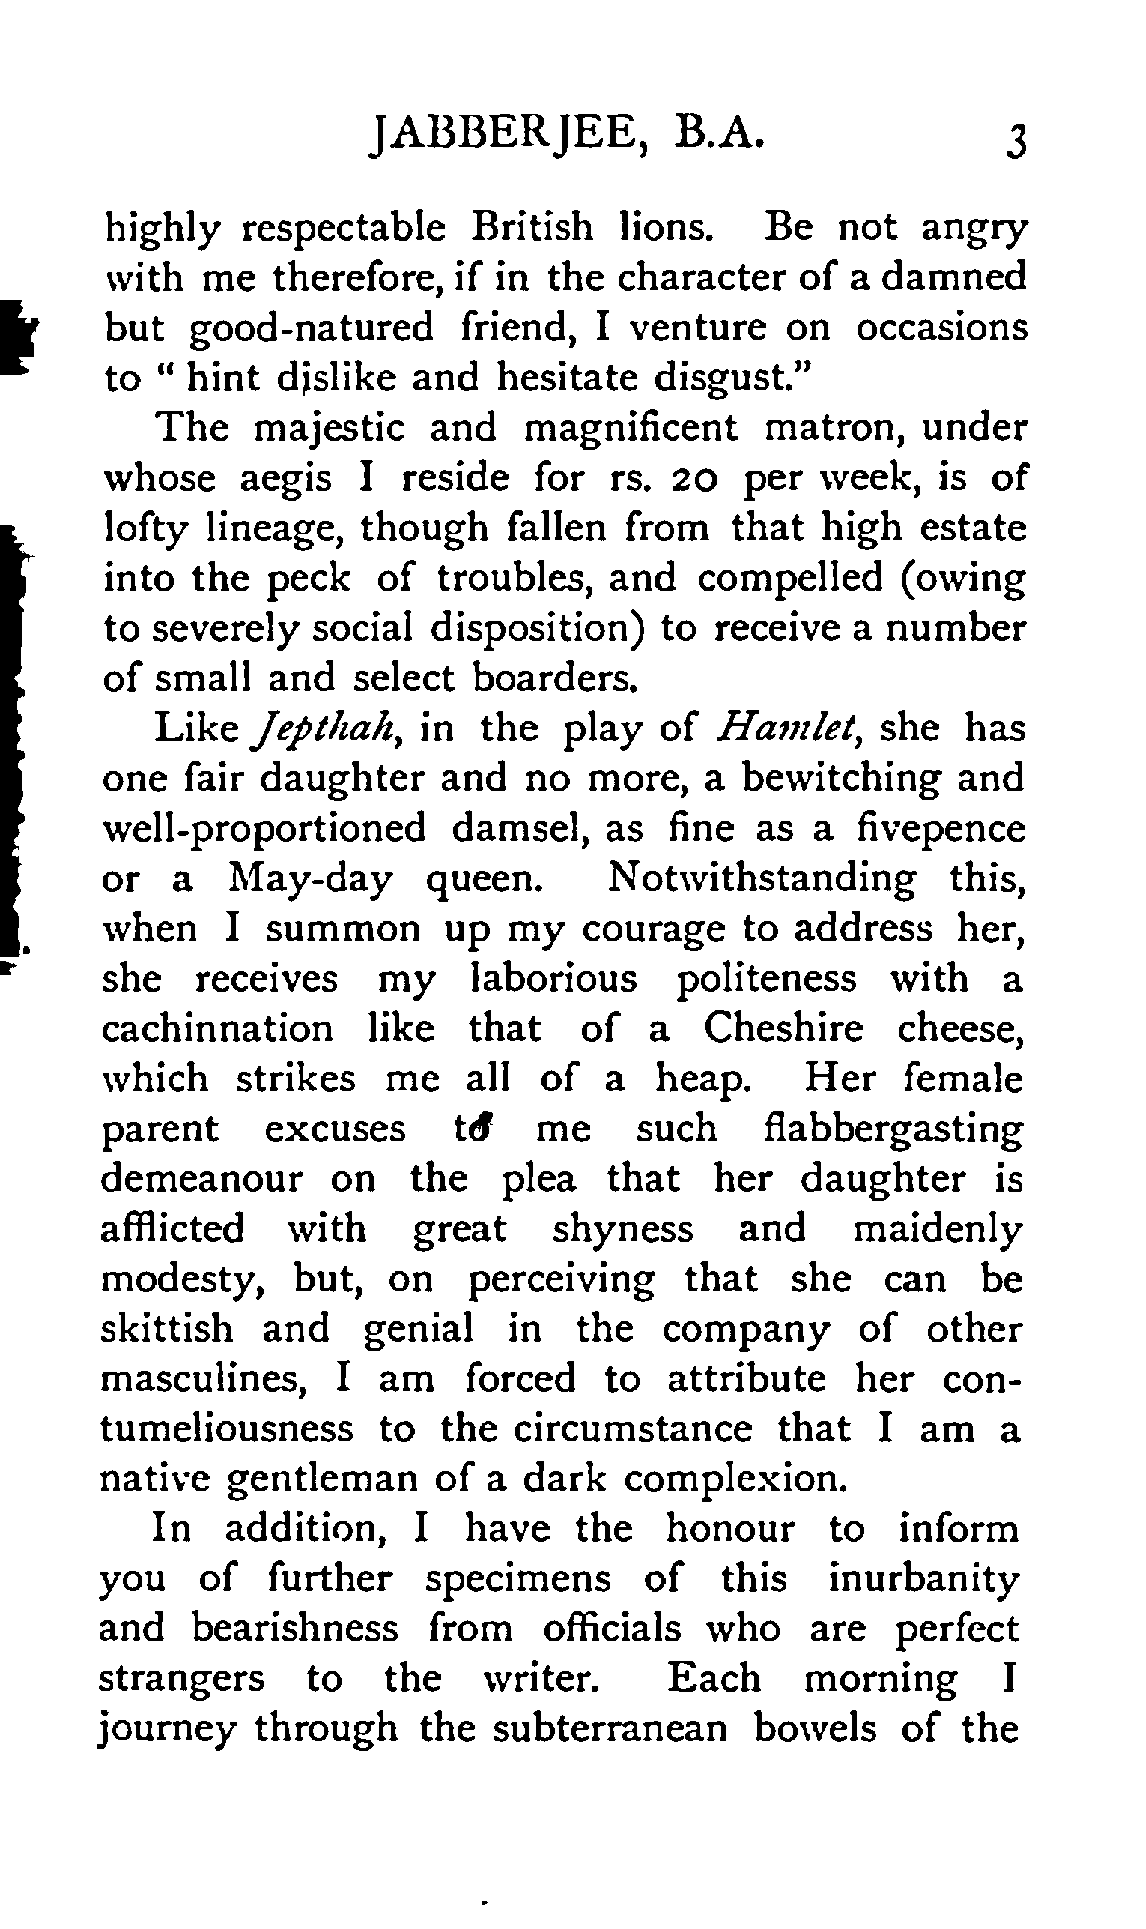 JABBERJEE, B.A. 3
highly respectable British lions. Be not angry
with me therefore, if in the character of a damned
but good-natured friend, I venture on occasions
to " hint dislike and hesitate disgust."
The majestic and magnificent matron, under
whose aegis I reside for rs. 20 per week, is of
lofty lineage, though fallen from that high estate
into the peck of troubles, and compelled (owing
to severely social disposition) to receive a number
of small and select boarders.
Like Jepthah, in the play of Hamlet, she has
one fair daughter and no more, a bewitching and
well-proportioned damsel, as fine as a fivepence
or a May-day queen. Notwithstanding this,
when I summon up my courage to address her,
she receives my laborious politeness with a
cachinnation like that of a Cheshire cheese,
which strikes me all of a heap. Her female
parent excuses to me such flabbergasting
demeanour on the plea that her daughter is
afflicted with great shyness and maidenly
modesty, but, on perceiving that she can be
skittish and genial in the company of other
masculines, I am forced to attribute her con-
tumeliousness to the circumstance that I am a
native gentleman of a dark complexion.
In addition, I have the honour to inform
you of further specimens of this inurbanity
and bearishness from officials who are perfect
strangers to the writer. Each morning I
journey through the subterranean bowels of the